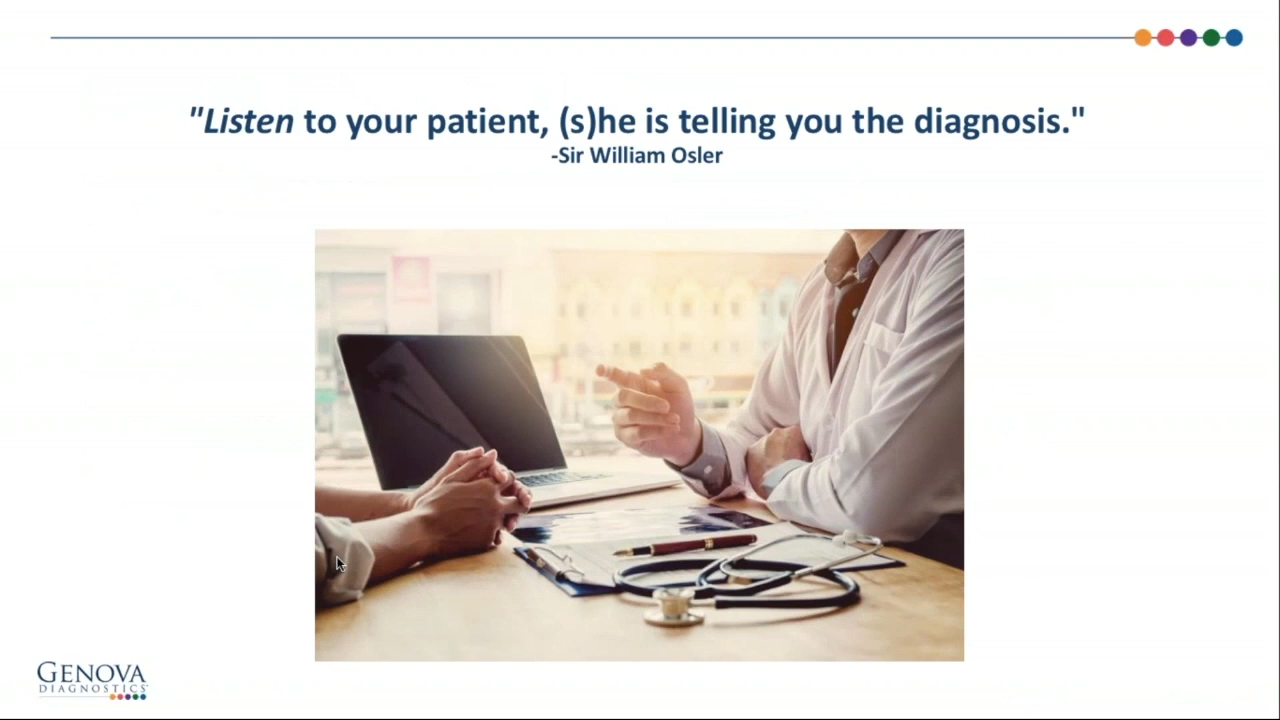 "Listen to your patient, (s)he is telling you the diagnosis."
-Sir William Osler
GENOVA
DIAGNOSTICS